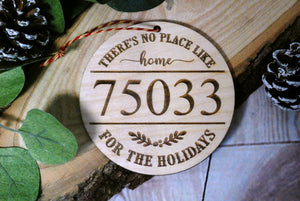 THERE'S NO PLACE LIKE
home
75033
FOR THE HOLIDAYS